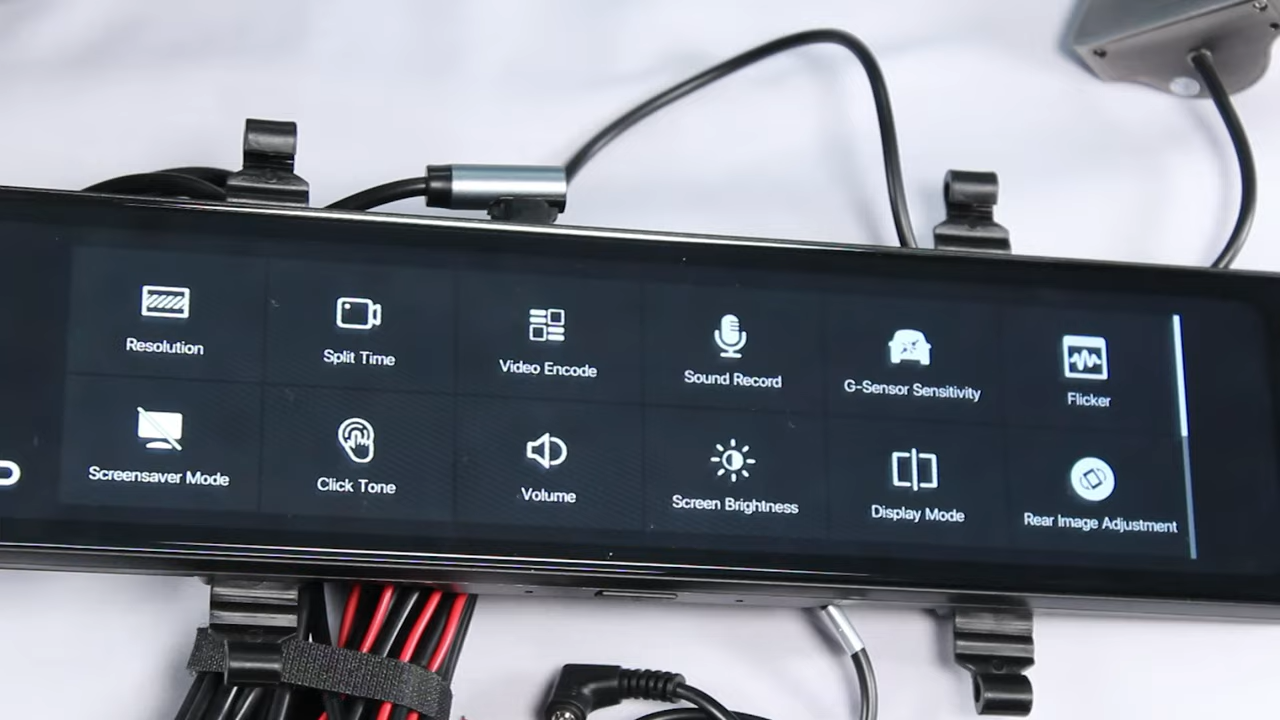 Resolution
Split Time
Video Encode
Sound Record
G-Sensor Sensitivity
Flicker
Screensaver Mode
Click Tone
Volume
Screen Brightness
Display Mode
Rear Image Adjustment